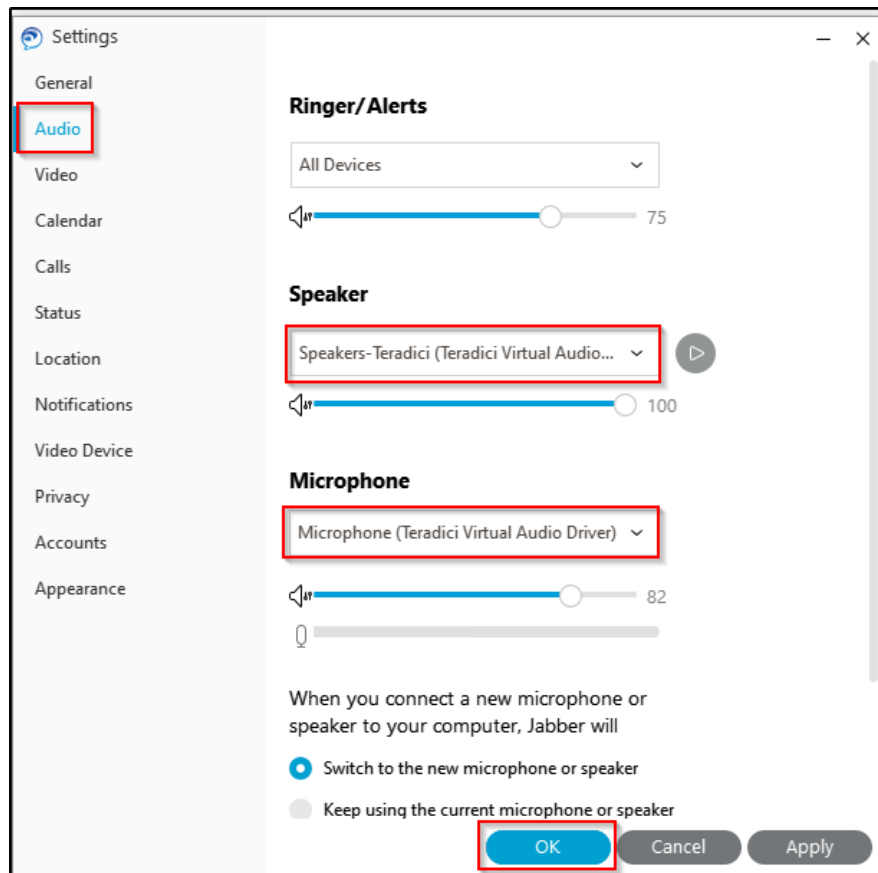 Settings
General
Audio
Video
Calendar
Calls
Status
Location
Notifications
Video Device
Privacy
Accounts
Appearance
Ringer/Alerts
All Devices
75
Speaker
Speakers-Teradici (Teradici Virtual Audio...
100
Microphone
Microphone (Teradici Virtual Audio Driver)
82
When you connect a new microphone or
speaker to your computer, Jabber will
Switch to the new microphone or speaker
Keep using the current microphone or speaker
OK
Cancel
Apply